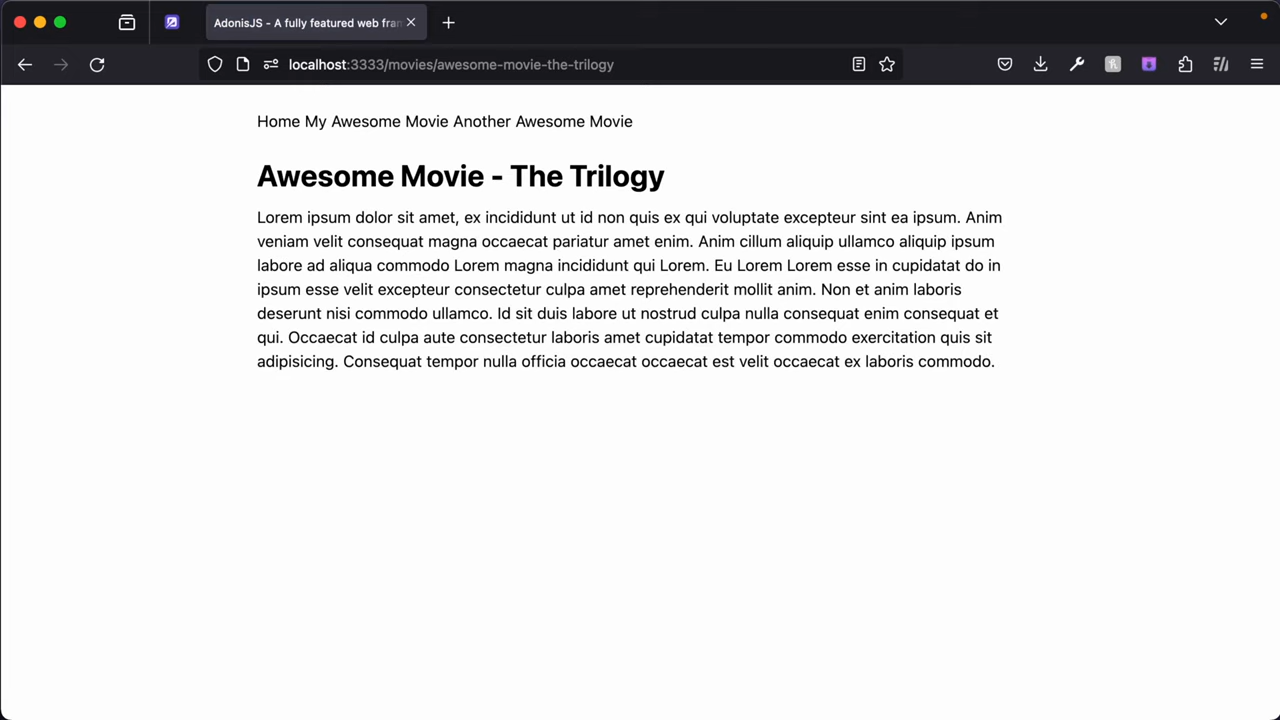 AdonisJS - A fully featured web fran
localhost:3333/movies/awesome-movie-the-trilogy
Home My Awesome Movie Another Awesome Movie
Awesome Movie - The Trilogy
Lorem ipsum dolor sit amet, ex incididunt ut id non quis ex qui voluptate excepteur sint ea ipsum. Anim
veniam velit consequat magna occaecat pariatur amet enim. Anim cillum aliquip ullamco aliquip ipsum
labore ad aliqua commodo Lorem magna incididunt qui Lorem. Eu Lorem Lorem esse in cupidatat do in
ipsum esse velit excepteur consectetur culpa amet reprehenderit mollit anim. Non et anim laboris
deserunt nisi commodo ullamco. Id sit duis labore ut nostrud culpa nulla consequat enim consequat et
qui. Occaecat id culpa aute consectetur laboris amet cupidatat tempor commodo exercitation quis sit
adipisicing. Consequat tempor nulla officia occaecat occaecat est velit occaecat ex laboris commodo.